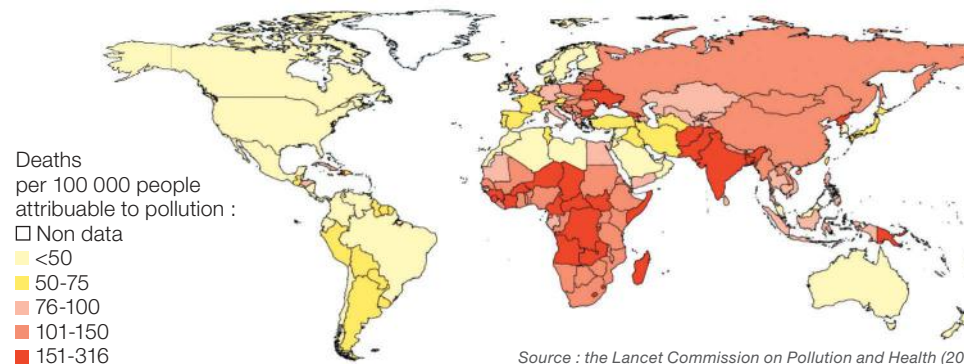 Deaths
per 100 000 people
attribuable to pollution :
Non data
<50
50-75
76-100
101-150
151-316
Source : the Lancet Commission on Pollution and Health (20